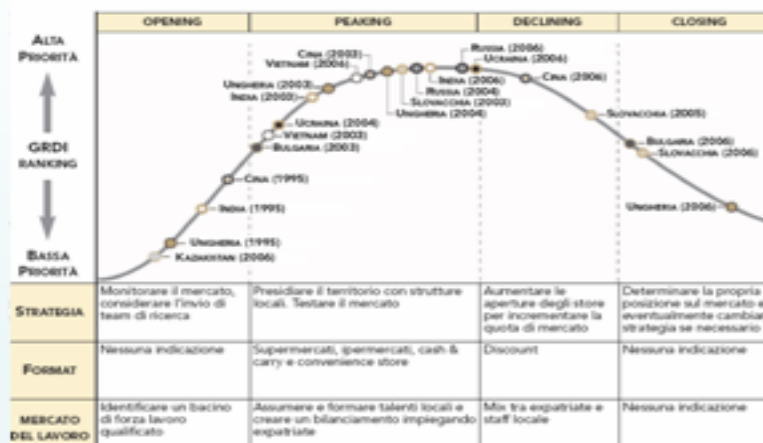 OPENING
PEAKING
DECLINING
CLOSING
ALTA
PRIORITÀ
GRDI
RANKING
BASSA
PRIORITÀ
RUSSIA (2006)
UCRAINA (2006)
CINA (2003)
VIETNAM (2006)
CINA (2006)
UNGHERIA (2003)
INDIA (2003)
INDIA (2006)
RUSSIA (2004)
SLOVACCHIA (2003)
UNGHERIA (2004)
SLOVACCHIA (2005)
UCRAINA (2004)
VIETNAM (2003)
BULGARIA (2003)
BULGARIA (2006)
SLOVACCHIA (2006)
CINA (1995)
INDIA (1995)
UNGHERIA (2006)
UNGHERIA (1995)
KAZAKISTAN (2006)
STRATEGIA
Monitorare il mercato,
considerare l'invio di
team di ricerca
Presidiare il territorio con strutture
locali. Testare il mercato
Aumentare le
aperture degli store
per incrementare la
quota di mercato
Determinare la propria
posizione sul mercato e
eventualmente cambiar
strategia se necessario
FORMAT
Nessuna indicazione
Supermercati, ipermercati, cash &
carry e convenience store
Discount
Nessuna indicazione
MERCATO
DEL LAVORO
Identificare un bacino
di forza lavoro
qualificato
Assumere e formare talenti locali e
creare un bilanciamento impiegando
expatriate
Mix tra expatriate e
staff locale
Nessuna indicazione